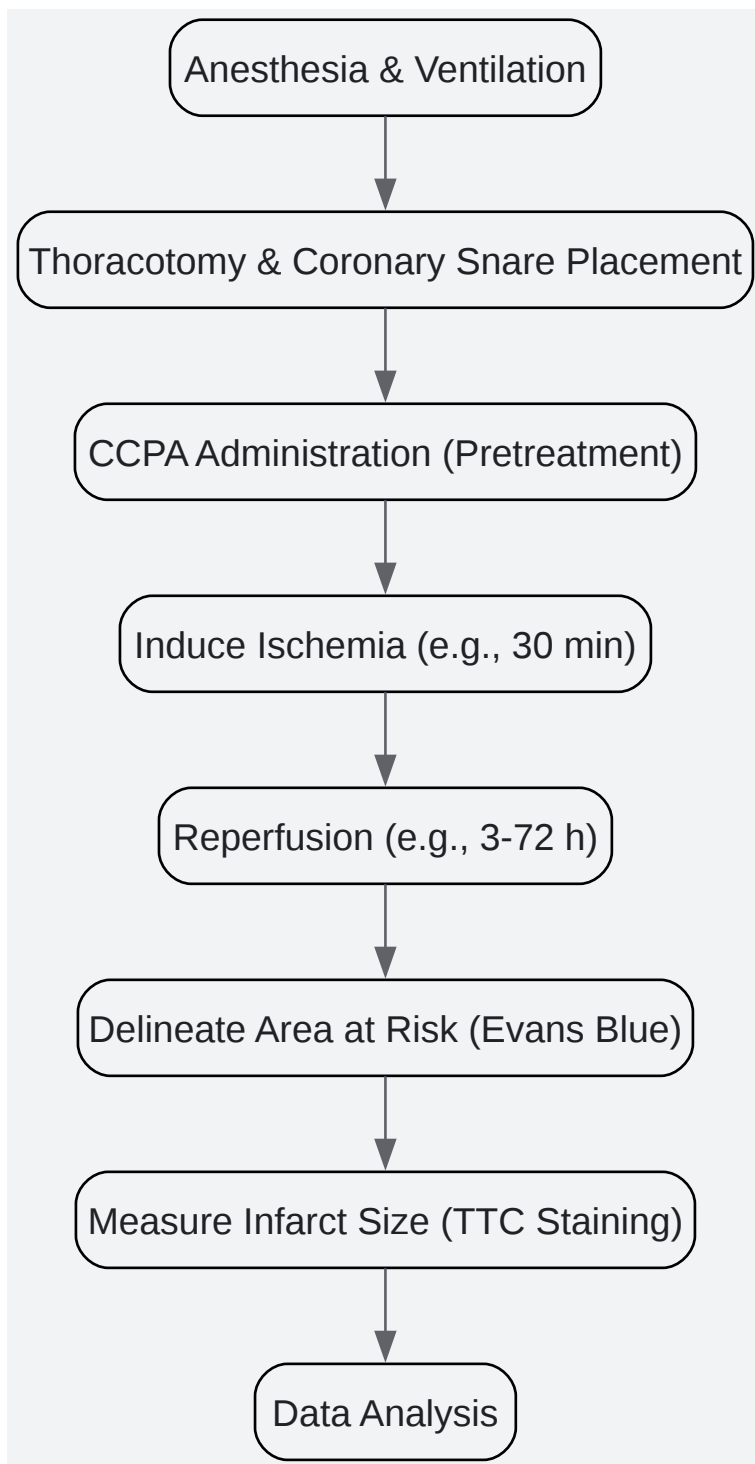 Anesthesia & Ventilation
Thoracotomy & Coronary Snare Placement
CCPA Administration (Pretreatment)
Induce Ischemia (e.g., 30 min)
Reperfusion (e.g., 3-72 h)
Delineate Area at Risk (Evans Blue)
Measure Infarct Size (TTC Staining)
Data Analysis